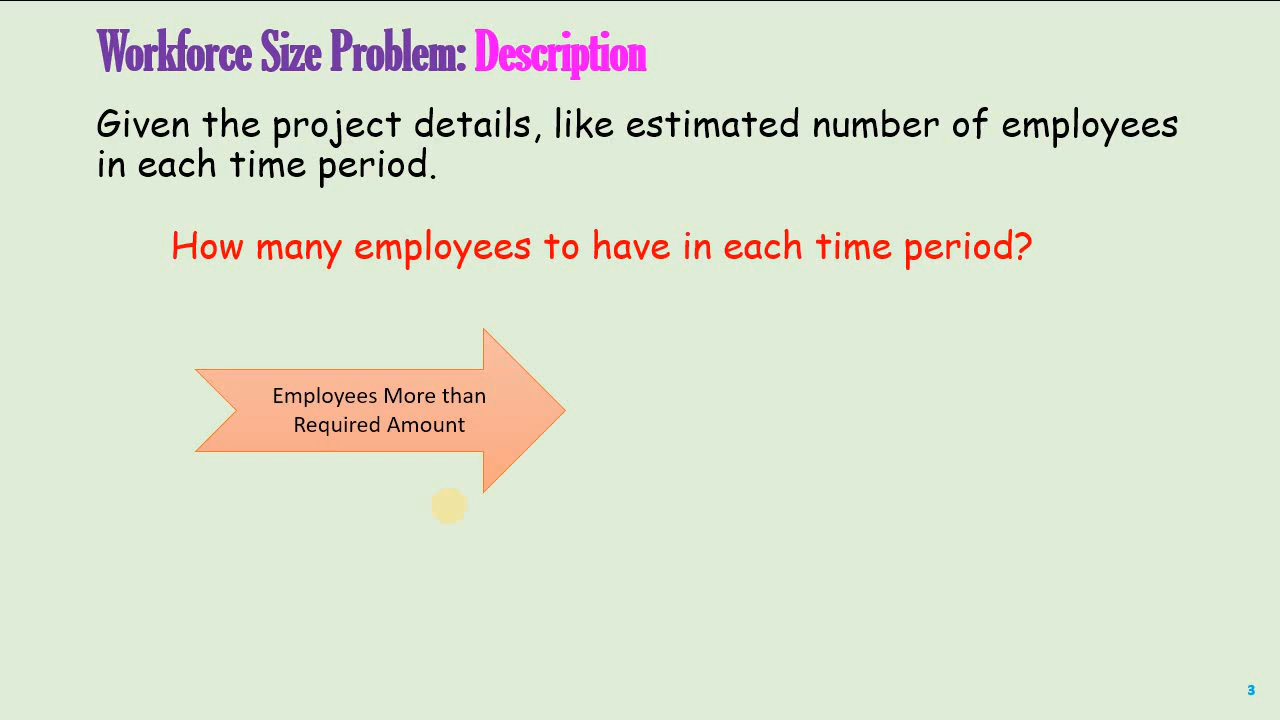 Workforce Size Problem: Description
Given the project details, like estimated number of employees
in each time period.
How many employees to have in each time period?
Employees More than
Required Amount
3